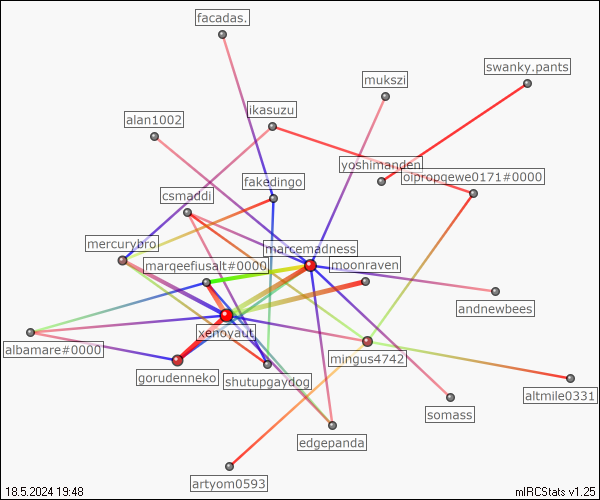 facadas.
swanky.pants
mukszi
ikasuzu
alan1002
yoshimanden
olpropqewe0171#0000
fakedingo
csmaddi
mercurybro
marcemadness
marqeefiusalt#0000
moonraven
andnewbees
xenoyaut
albamare#0000
mingus4742
gorudenneko
shutupgaydog
altmile0331
somass
edgepanda
artyom0593
18.5.2024 19:48
mIRCStats v1.25